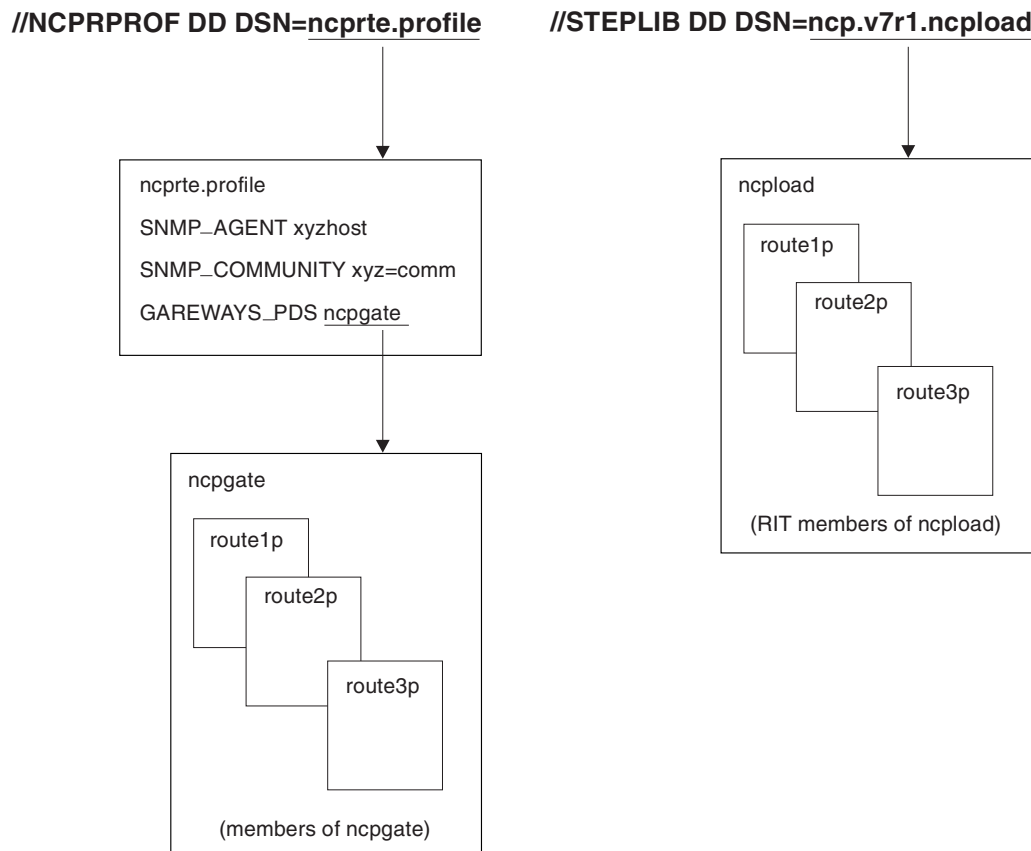 //NCPRPROF DD DSN=ncprte.profile
ncprte.profile
SNMP_AGENT xyzhost
SNMP_COMMUNITY xyz=comm
GAREWAYS_PDS ncpgate
ncpgate
route1p
route2p
route3p
(members of ncpgate)
//STEPLIB DD DSN=ncp.v7r1.ncpload
ncpload
route1p
route2p
route3p
(RIT members of ncpload)